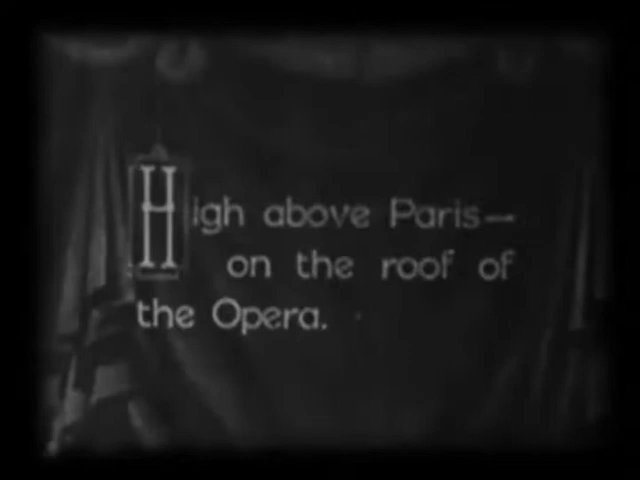 High above Paris—
on the roof of
the Opera.